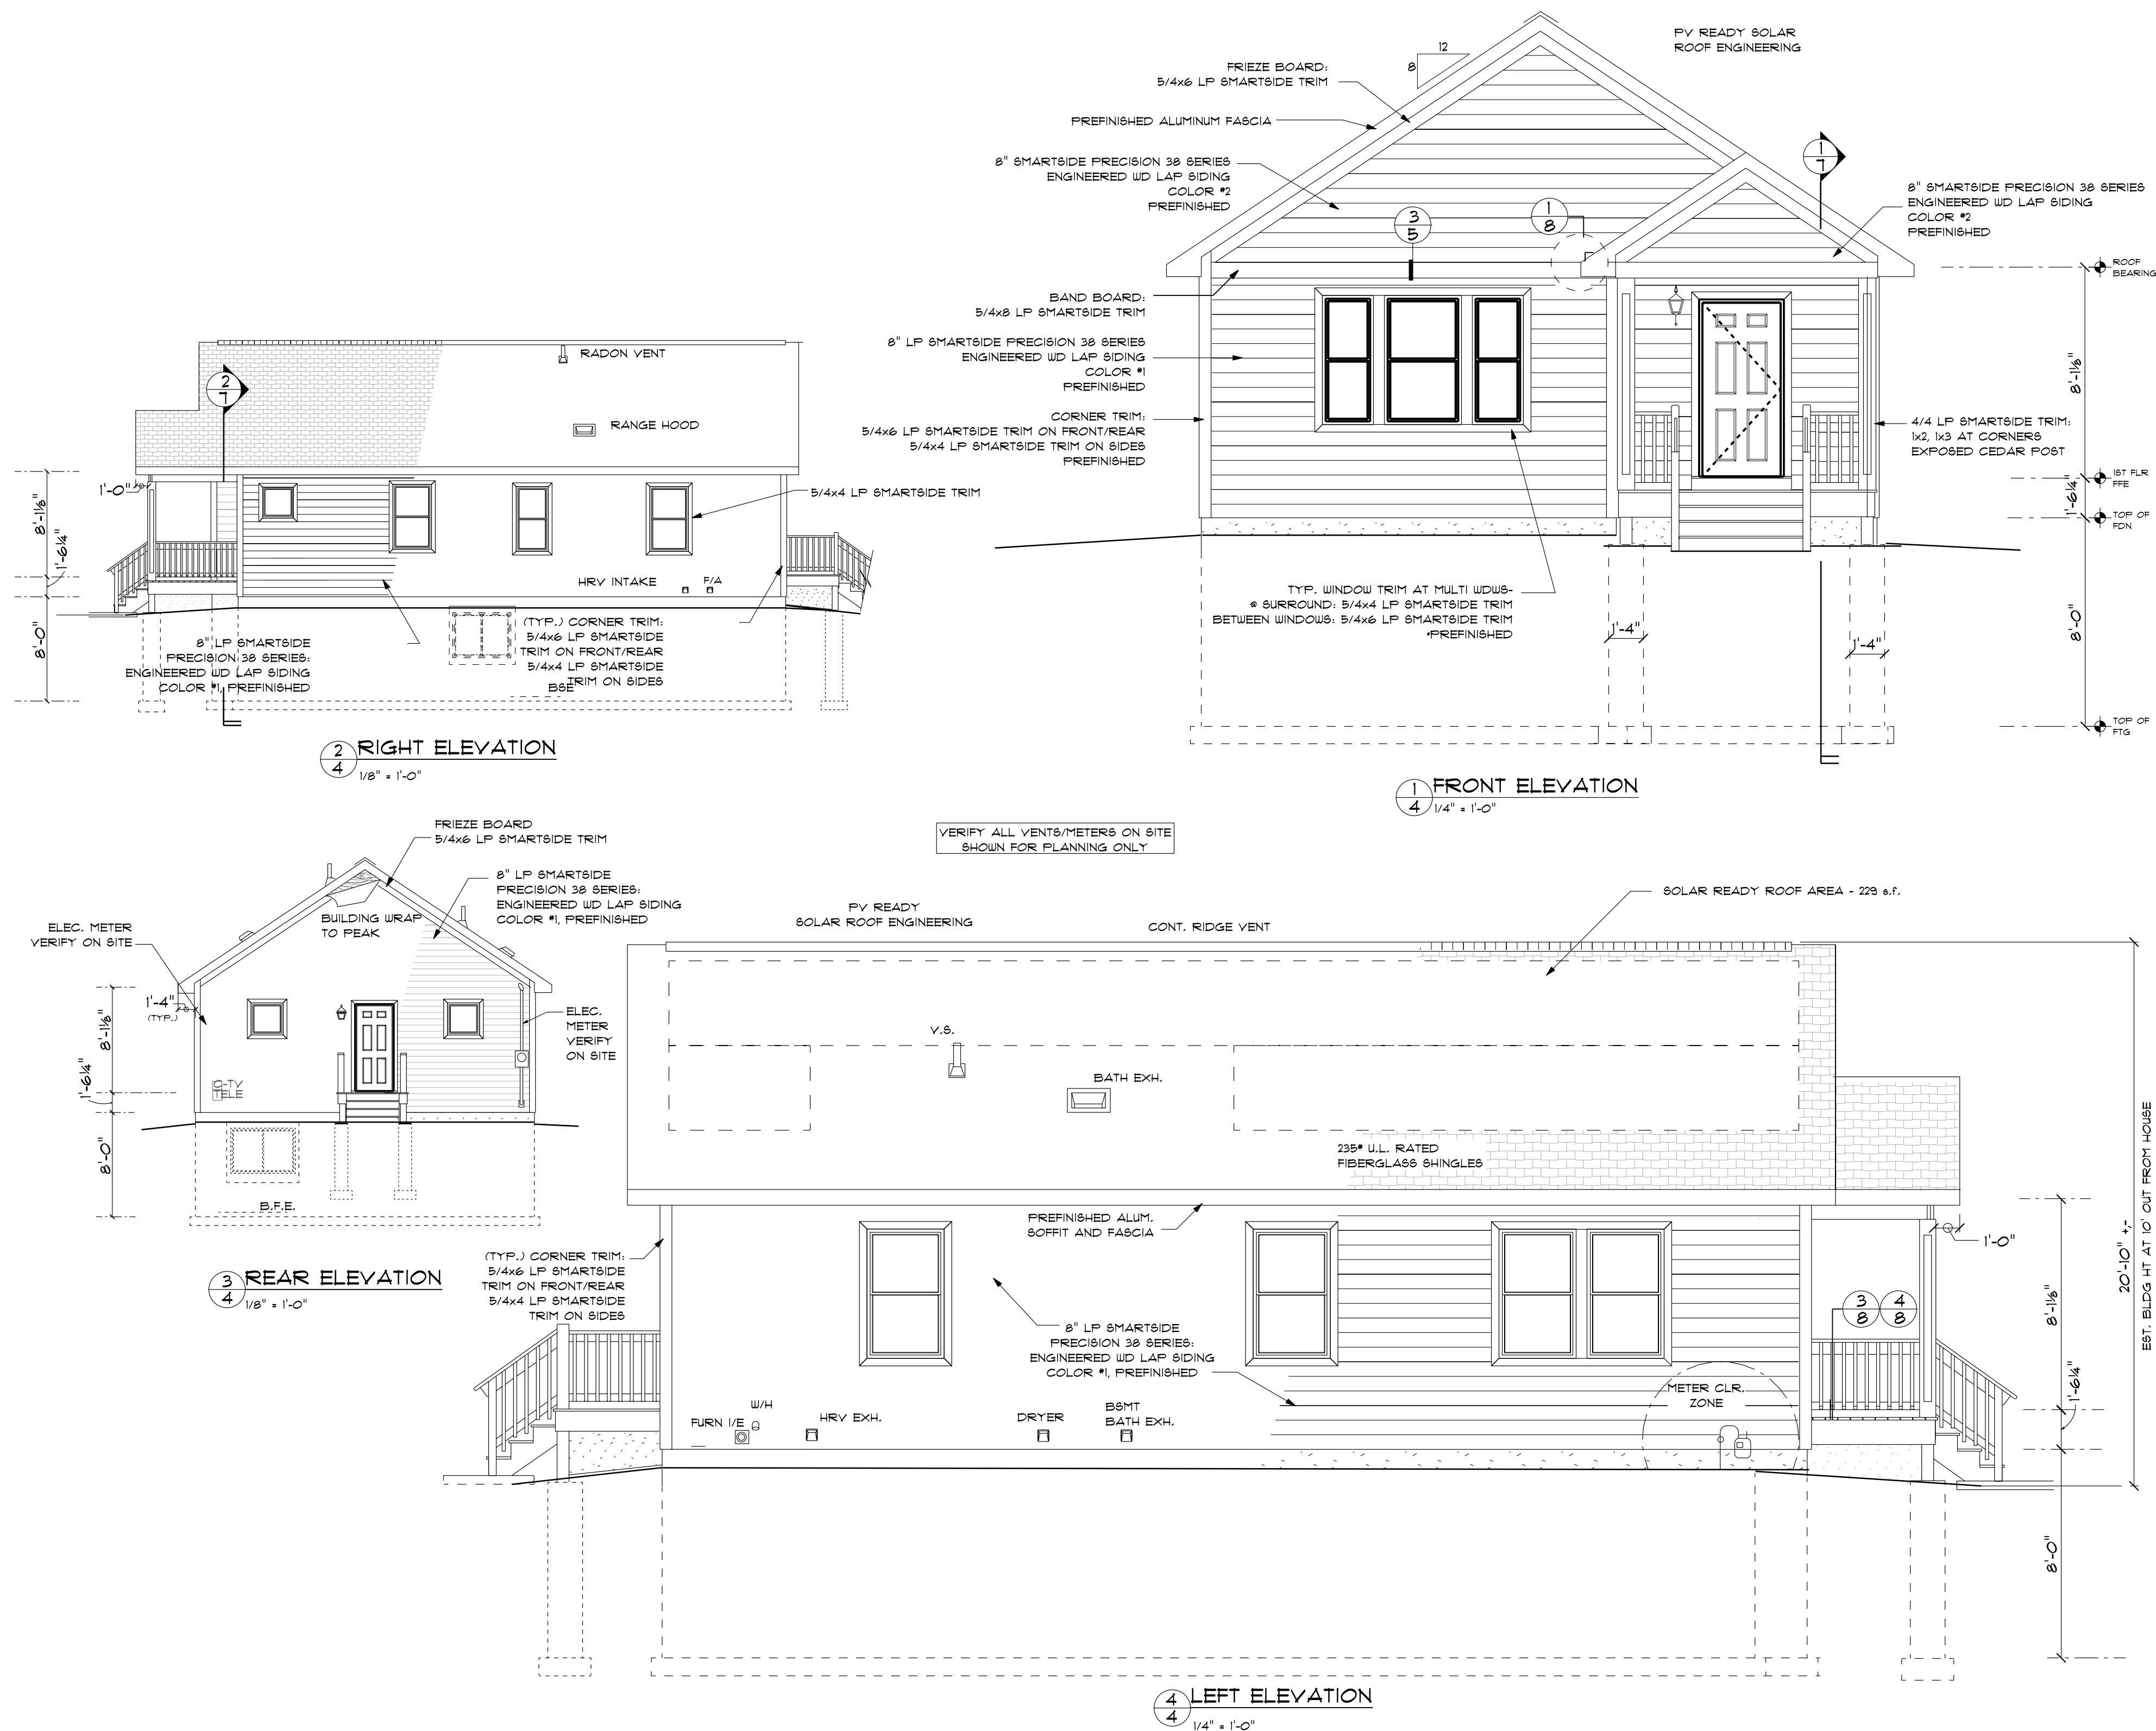 PV READY SOLAR
ROOF ENGINEERING
12
8
FRIEZE BOARD:
5/4x6 LP SMARTSIDE TRIM
PREFINISHED ALUMINUM FASCIA
8" SMARTSIDE PRECISION 38 SERIES
ENGINEERED WD LAP SIDING
COLOR #2
PREFINISHED
1
7
3
5
1
8
8" SMARTSIDE PRECISION 38 SERIES
ENGINEERED WD LAP SIDING
COLOR #2
PREFINISHED
BAND BOARD:
5/4x8 LP SMARTSIDE TRIM
8" LP SMARTSIDE PRECISION 38 SERIES
ENGINEERED WD LAP SIDING
COLOR #1
PREFINISHED
CORNER TRIM:
5/4x6 LP SMARTSIDE TRIM ON FRONT/REAR
5/4x4 LP SMARTSIDE TRIM ON SIDES
PREFINISHED
4/4 LP SMARTSIDE TRIM:
1x2, 1x3 AT CORNERS
EXPOSED CEDAR POST
ROOF
BEARING
8'-1⅛"
1ST FLR
FFE
1'-6¼"
TOP OF
FDN
8'-0"
TOP OF
FTG
TYP. WINDOW TRIM AT MULTI WDWS-
@ SURROUND: 5/4x4 LP SMARTSIDE TRIM
BETWEEN WINDOWS: 5/4x6 LP SMARTSIDE TRIM
*PREFINISHED
1'-4"
1'-4"
1
4
FRONT ELEVATION
1/4" = 1'-0"
RADON VENT
2
7
RANGE HOOD
1'-0"
8'-1⅛"
1'-6¼"
8'-0"
5/4x4 LP SMARTSIDE TRIM
HRV INTAKE
F/A
8" LP SMARTSIDE
PRECISION 38 SERIES:
ENGINEERED WD LAP SIDING
COLOR #1, PREFINISHED
(TYP.) CORNER TRIM:
5/4x6 LP SMARTSIDE
TRIM ON FRONT/REAR
5/4x4 LP SMARTSIDE
TRIM ON SIDES
BSE
2
4
RIGHT ELEVATION
1/8" = 1'-0"
VERIFY ALL VENTS/METERS ON SITE
SHOWN FOR PLANNING ONLY
FRIEZE BOARD
5/4x6 LP SMARTSIDE TRIM
8" LP SMARTSIDE
PRECISION 38 SERIES:
ENGINEERED WD LAP SIDING
COLOR #1, PREFINISHED
BUILDING WRAP
TO PEAK
ELEC. METER
VERIFY ON SITE
1'-4"
(TYP.)
8'-1⅛"
1'-6¼"
8'-0"
ELEC.
METER
VERIFY
ON SITE
C-TV
TELE
B.F.E.
3
4
REAR ELEVATION
1/8" = 1'-0"
PV READY
SOLAR ROOF ENGINEERING
CONT. RIDGE VENT
SOLAR READY ROOF AREA - 229 s.f.
V.S.
BATH EXH.
235# U.L. RATED
FIBERGLASS SHINGLES
PREFINISHED ALUM.
SOFFIT AND FASCIA
(TYP.) CORNER TRIM:
5/4x6 LP SMARTSIDE
TRIM ON FRONT/REAR
5/4x4 LP SMARTSIDE
TRIM ON SIDES
8" LP SMARTSIDE
PRECISION 38 SERIES:
ENGINEERED WD LAP SIDING
COLOR #1, PREFINISHED
FURN I/E
W/H
HRV EXH.
DRYER
BSMT
BATH EXH.
METER CLR.
ZONE
3
8
4
8
1'-0"
8'-1⅛"
1'-6¼"
8'-0"
20'-10" +,-
EST. BLDG HT AT 10' OUT FROM HOUSE
4
4
LEFT ELEVATION
1/4" = 1'-0"